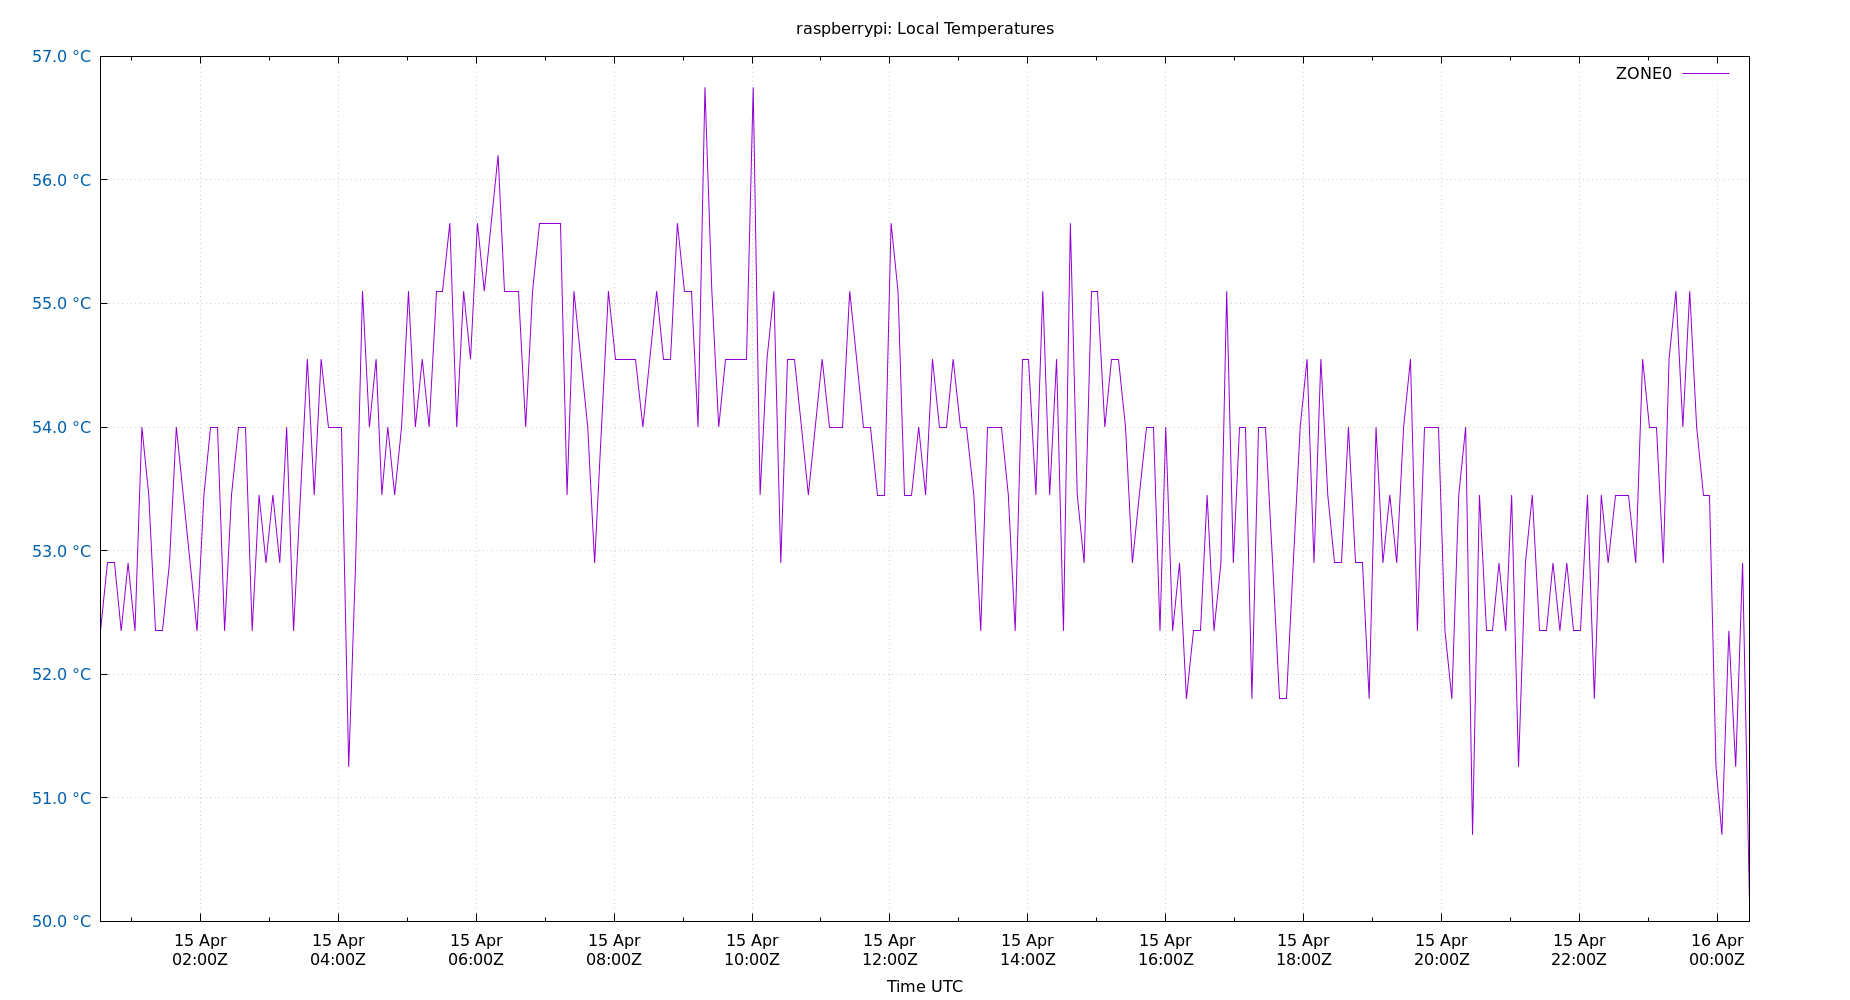 raspberrypi: Local Temperatures
57.0 °C
ZONE0
56.0 °C
55.0 °C
54.0 °C
53.0 °C
52.0 °C
51.0 °C
50.0 °C
15 Apr 15 Apr 15 Apr 15 Apr 15 Apr 15 Apr 15 Apr 15 Apr 15 Apr 15 Apr 15 Apr 16 Apr
02:00Z 04:00Z 06:00Z 08:00Z 10:00Z 12:00Z 14:00Z 16:00Z 18:00Z 20:00Z 22:00Z 00:00Z
Time UTC